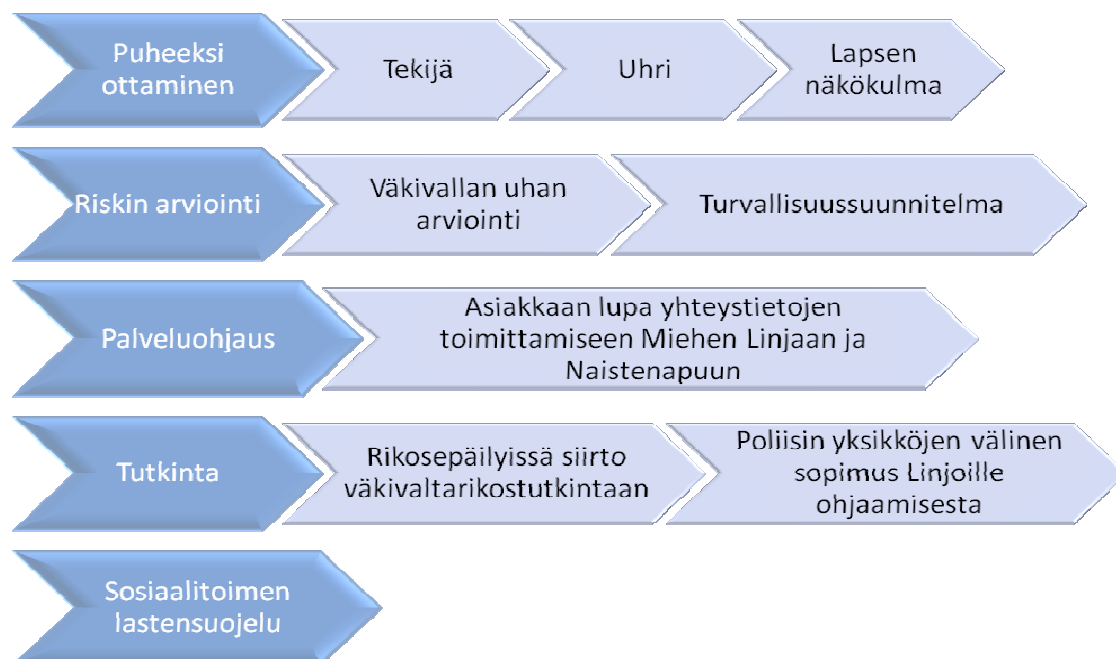 Puheeksi
ottaminen
Tekijä
Uhri
Lapsen
näkökulma
Riskin arviointi
Väkivallan uhan
arviointi
Turvallisuussuunnitelma
Palveluohjaus
Asiakkaan lupa yhteystietojen
toimittamiseen Miehen Linjaan ja
Naistenapuun
Tutkinta
Rikosepäilyissä siirto
väkivaltarikostutkintaan
Poliisin yksikköjen välinen
sopimus Linjoille
ohjaamisesta
Sosiaalitoimen
lastensuojelu